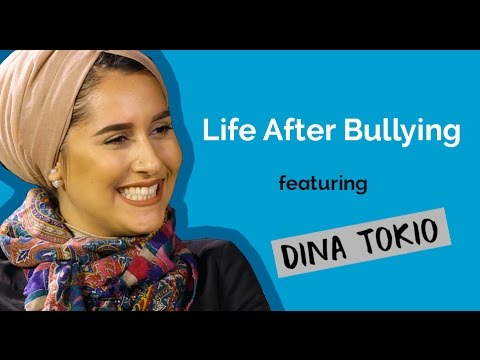 Life After Bullying
featuring
DINA TOKIO